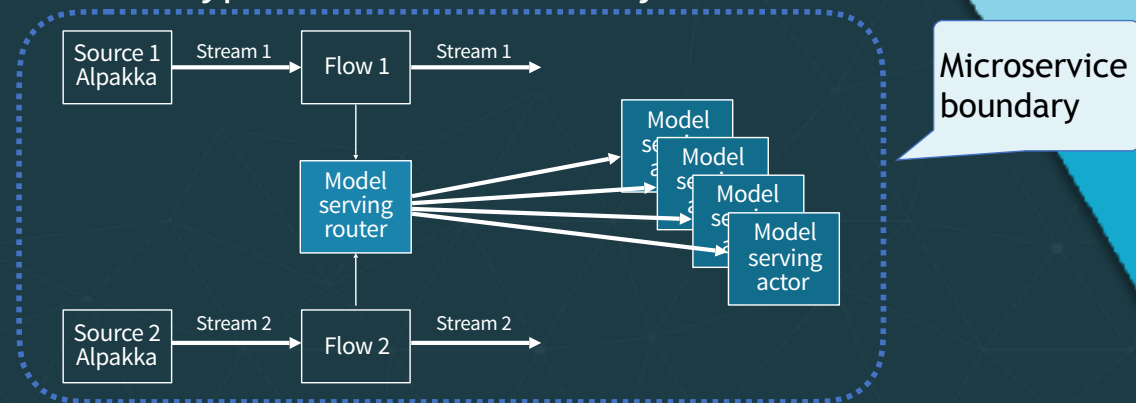 Source 1
Alpakka
Stream 1
Flow 1
Stream 1
Microservice
boundary
Model
Model
Model
Model
serving
actor
Model
serving
router
Source 2
Alpakka
Stream 2
Flow 2
Stream 2